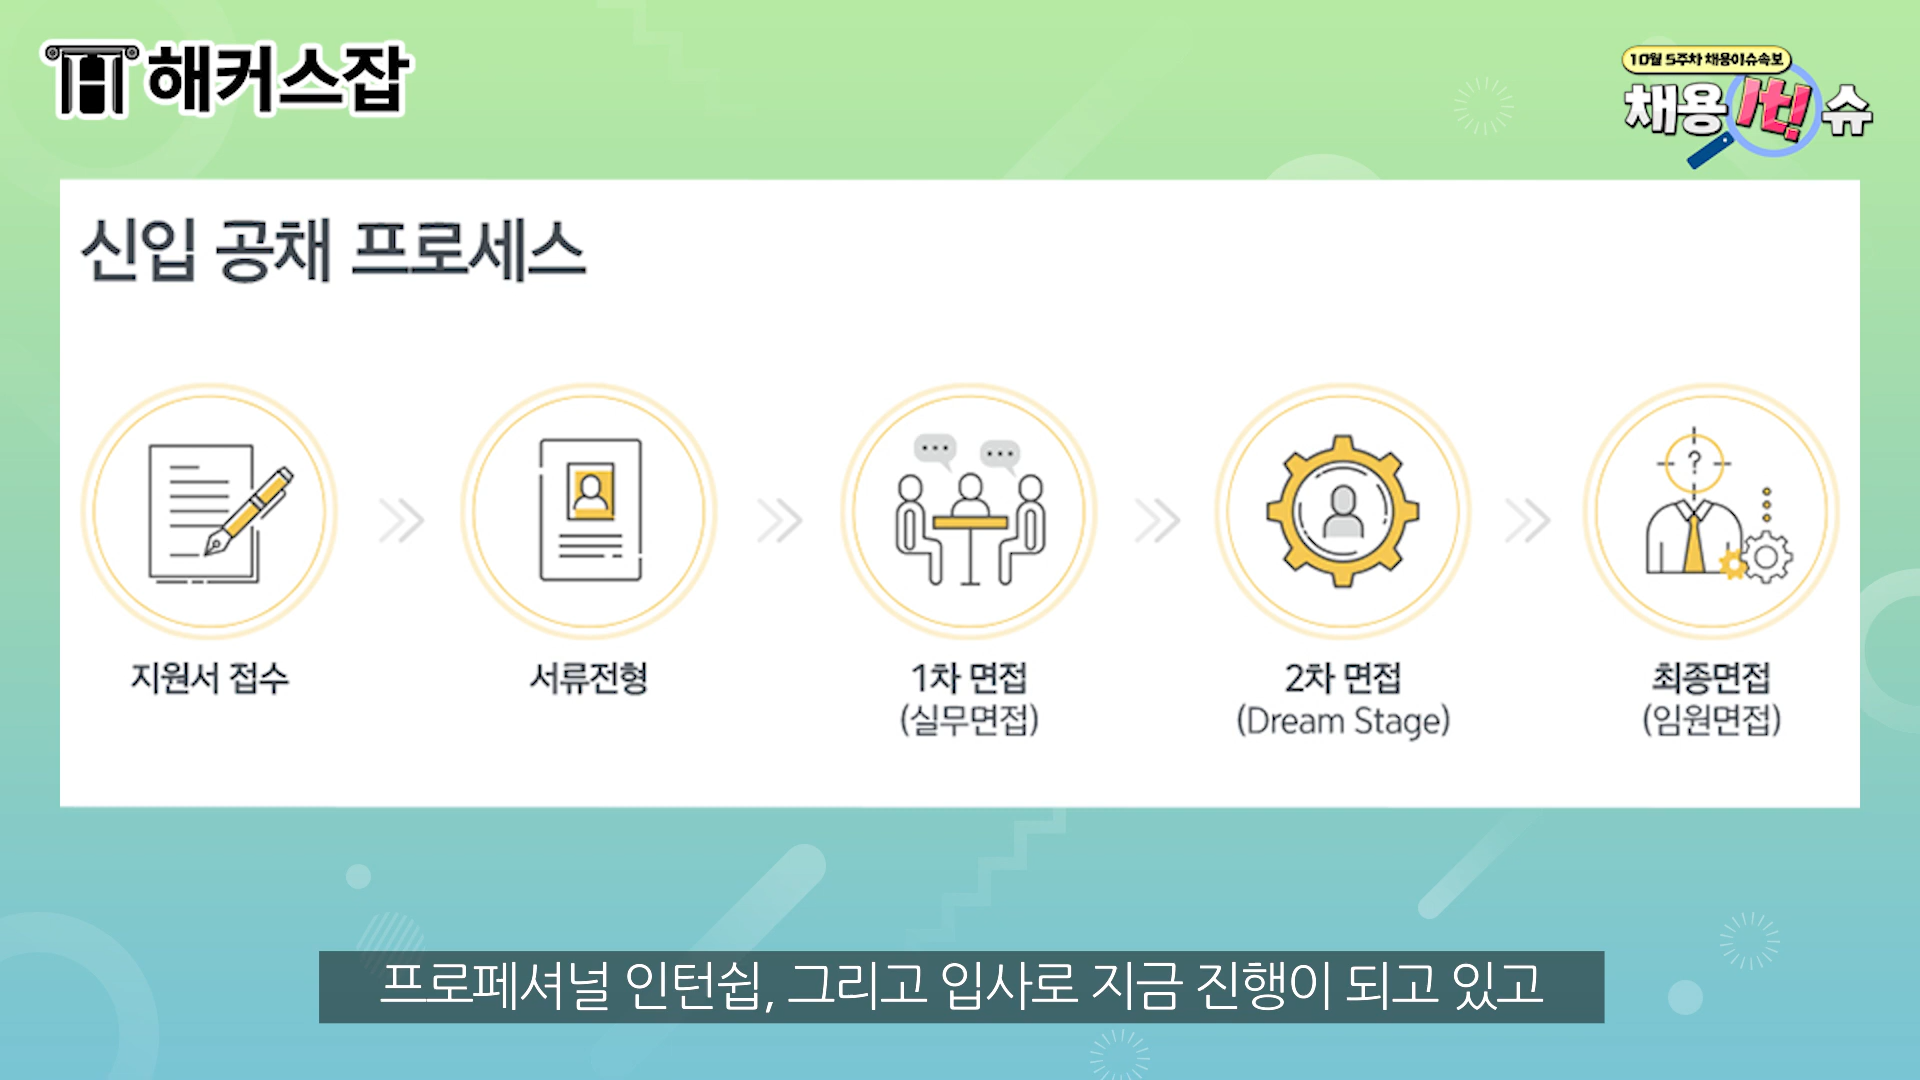 해커스잡
10월 5주차 채용이슈속보
채용 잇! 슈
신입 공채 프로세스
지원서 접수
서류전형
1차 면접
(실무면접)
2차 면접
(Dream Stage)
최종면접
(임원면접)
?
프로페셔널 인턴쉽, 그리고 입사로 지금 진행이 되고 있고